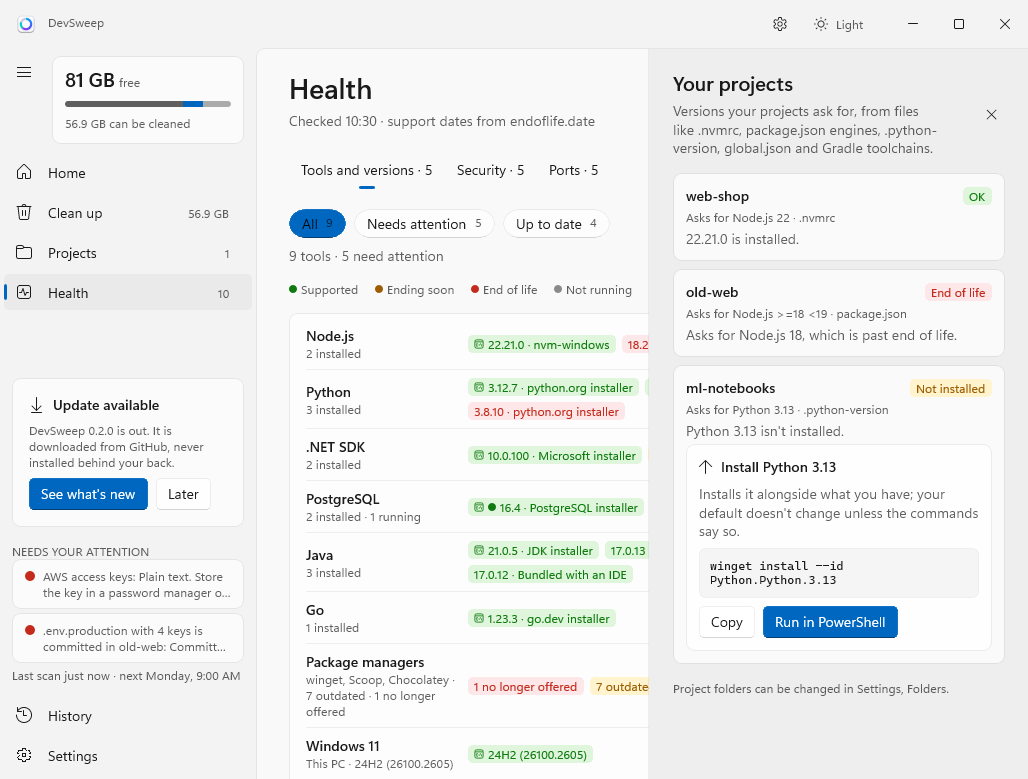 DevSweep
Light
81 GB free
56.9 GB can be cleaned
Home
Clean up 56.9 GB
Projects 1
Health 10
Update available
DevSweep 0.2.0 is out. It is
downloaded from GitHub, never
installed behind your back.
See what's new Later
NEEDS YOUR ATTENTION
AWS access keys: Plain text. Store
the key in a password manager o...
.env.production with 4 keys is
committed in old-web: Committ...
Last scan just now · next Monday, 9:00 AM
History
Settings
Health
Checked 10:30 · support dates from endoflife.date
Tools and versions · 5 Security · 5 Ports · 5
All 9 Needs attention 5 Up to date 4
9 tools · 5 need attention
Supported Ending soon End of life Not running
Node.js
2 installed
22.21.0 · nvm-windows 18.2
Python
3 installed
3.12.7 · python.org installer
3.8.10 · python.org installer
.NET SDK
2 installed
10.0.100 · Microsoft installer
PostgreSQL
2 installed · 1 running
16.4 · PostgreSQL installer
Java
3 installed
21.0.5 · JDK installer 17.0.13
17.0.12 · Bundled with an IDE
Go
1 installed
1.23.3 · go.dev installer
Package managers
winget, Scoop, Chocolatey ·
7 outdated · 1 no longer
offered
1 no longer offered 7 outdate
Windows 11
This PC · 24H2 (26100.2605)
24H2 (26100.2605)
Your projects
Versions your projects ask for, from files
like .nvmrc, package.json engines, .python-
version, global.json and Gradle toolchains.
web-shop OK
Asks for Node.js 22 · .nvmrc
22.21.0 is installed.
old-web End of life
Asks for Node.js >=18 <19 · package.json
Asks for Node.js 18, which is past end of life.
ml-notebooks Not installed
Asks for Python 3.13 · .python-version
Python 3.13 isn't installed.
Install Python 3.13
Installs it alongside what you have; your
default doesn't change unless the commands
say so.
winget install --id
Python.Python.3.13
Copy Run in PowerShell
Project folders can be changed in Settings, Folders.